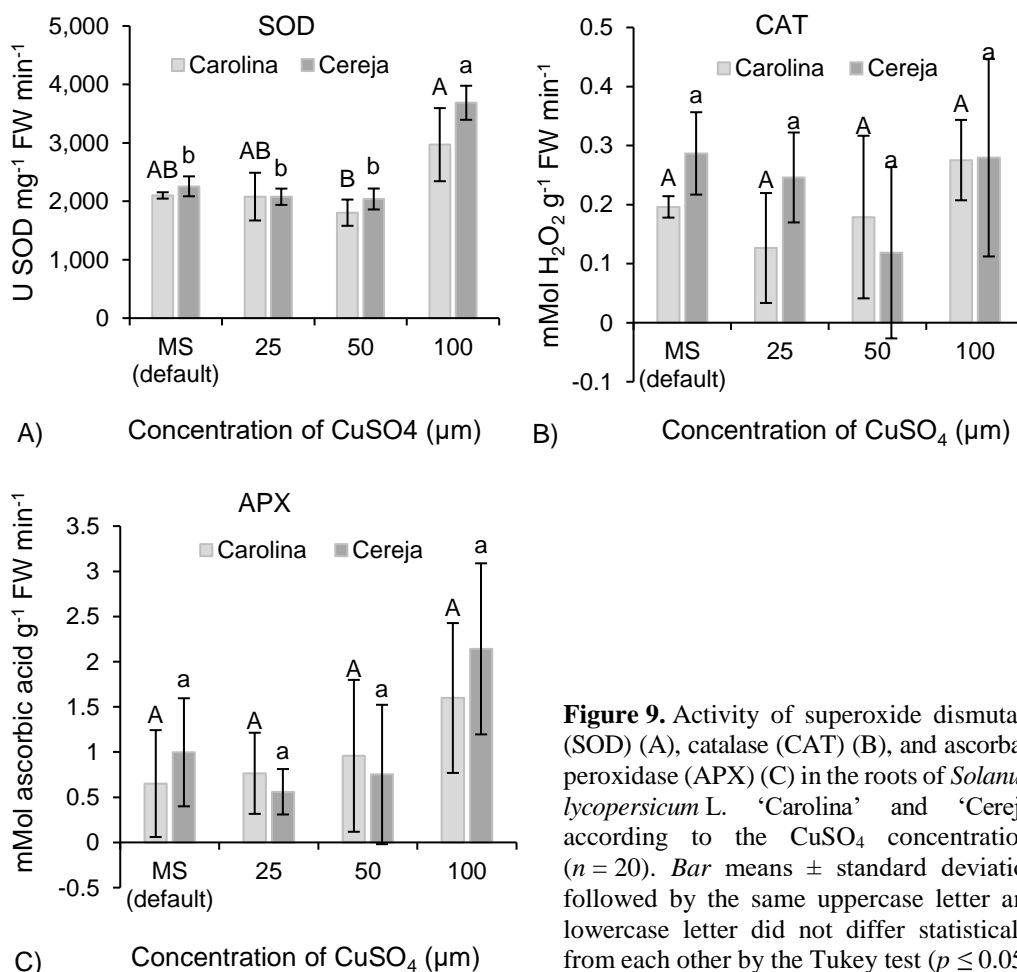 SOD
Carolina Cereja
5,000
4,000
3,000
2,000
1,000
0
U SOD mg⁻¹ FW min⁻¹
AB b AB b B b A a
MS 25 50 100
(default)
A) Concentration of CuSO4 (µm)
CAT
Carolina Cereja
0.5
0.4
0.3
0.2
0.1
0
-0.1
mMol H₂O₂ g⁻¹ FW min⁻¹
A a A a A a A a
MS 25 50 100
(default)
B) Concentration of CuSO₄ (µm)
APX
Carolina Cereja
3.5
3
2.5
2
1.5
1
0.5
0
-0.5
mMol ascorbic acid g⁻¹ FW min⁻¹
A a A a A a A a
MS 25 50 100
(default)
C) Concentration of CuSO₄ (µm)
Figure 9. Activity of superoxide dismuta
(SOD) (A), catalase (CAT) (B), and ascorba
peroxidase (APX) (C) in the roots of Solanu
lycopersicum L. ‘Carolina’ and ‘Cerej
according to the CuSO₄ concentration
(n = 20). Bar means ± standard deviatio
followed by the same uppercase letter an
lowercase letter did not differ statistical
from each other by the Tukey test (p ≤ 0.05